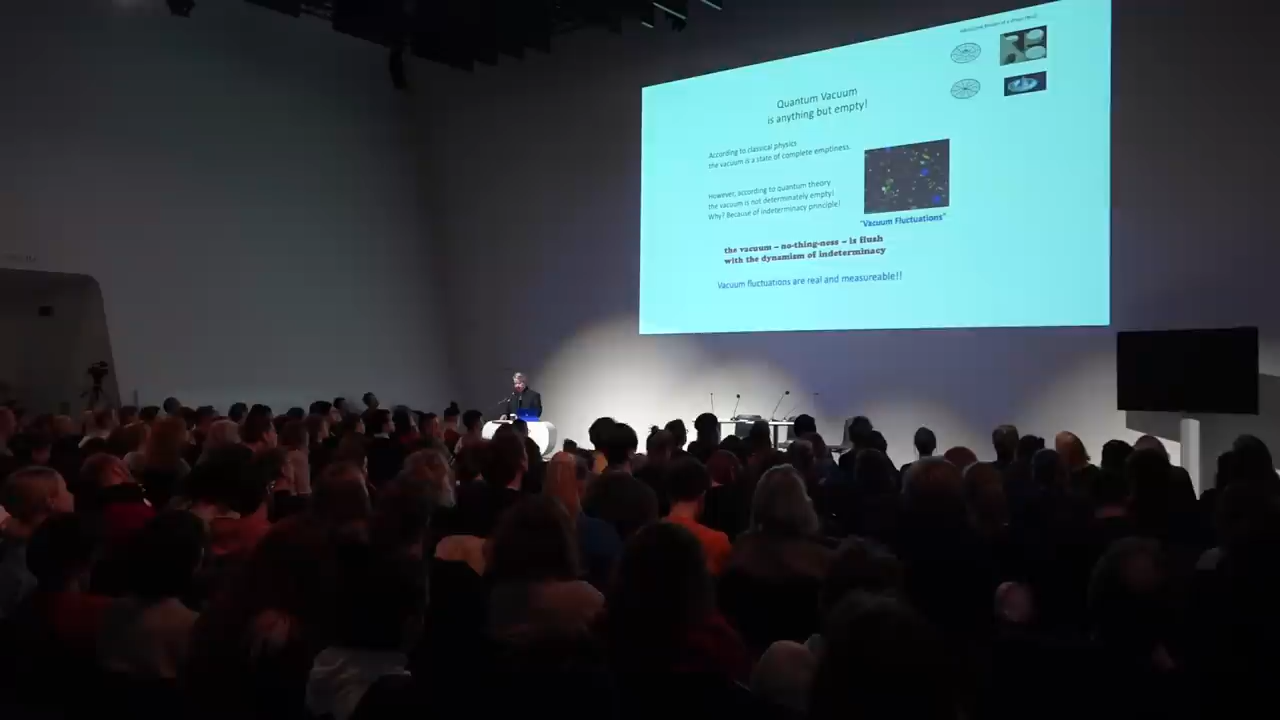 Quantum Vacuum
is anything but empty!
According to classical physics
the vacuum is a state of complete emptiness.
However, according to quantum theory
the vacuum is not determinately empty!
Why? Because of indeterminacy principle!
"Vacuum Fluctuations"
the vacuum – no-thing-ness – is flush
with the dynamism of indeterminacy
Vacuum fluctuations are real and measureable!!